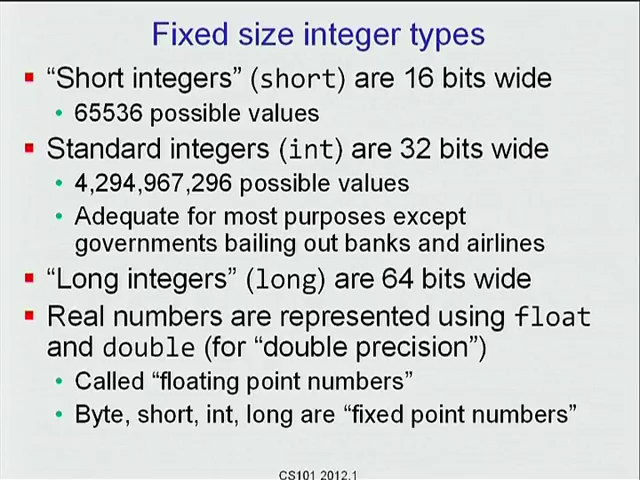 Fixed size integer types
“Short integers” (short) are 16 bits wide
65536 possible values
Standard integers (int) are 32 bits wide
4,294,967,296 possible values
Adequate for most purposes except
governments bailing out banks and airlines
“Long integers” (long) are 64 bits wide
Real numbers are represented using float
and double (for “double precision”)
Called “floating point numbers”
Byte, short, int, long are “fixed point numbers”
CS101 2012.1